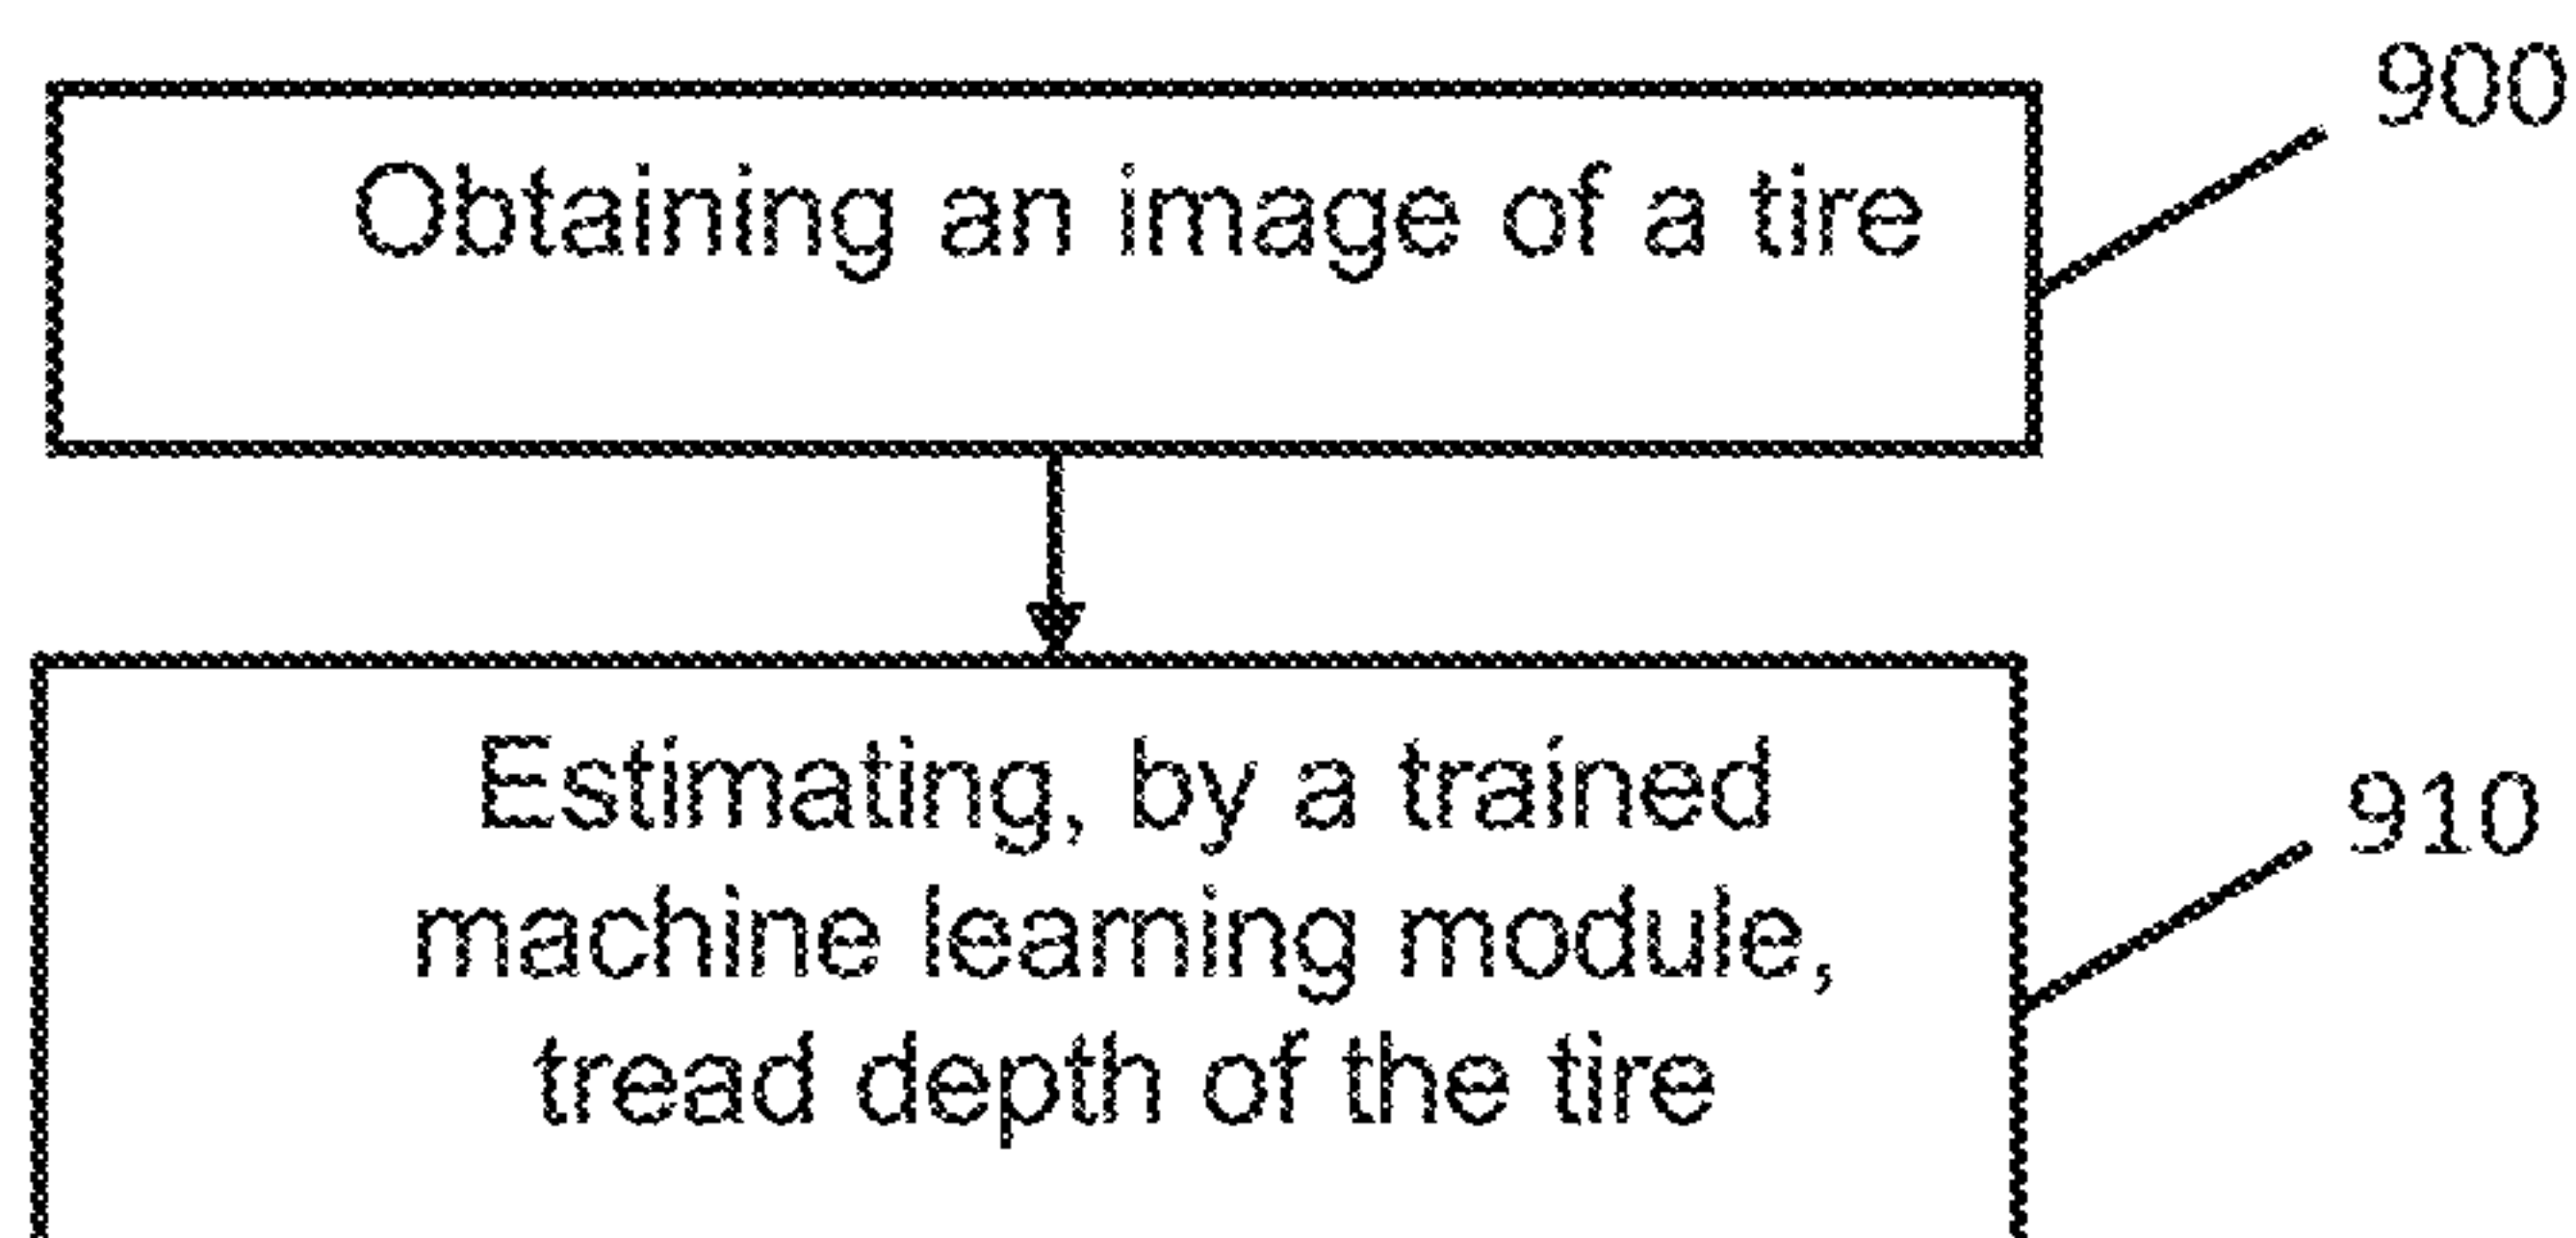 900
Obtaining an image of a tire
Estimating, by a trained
machine learning module,
tread depth of the tire
910